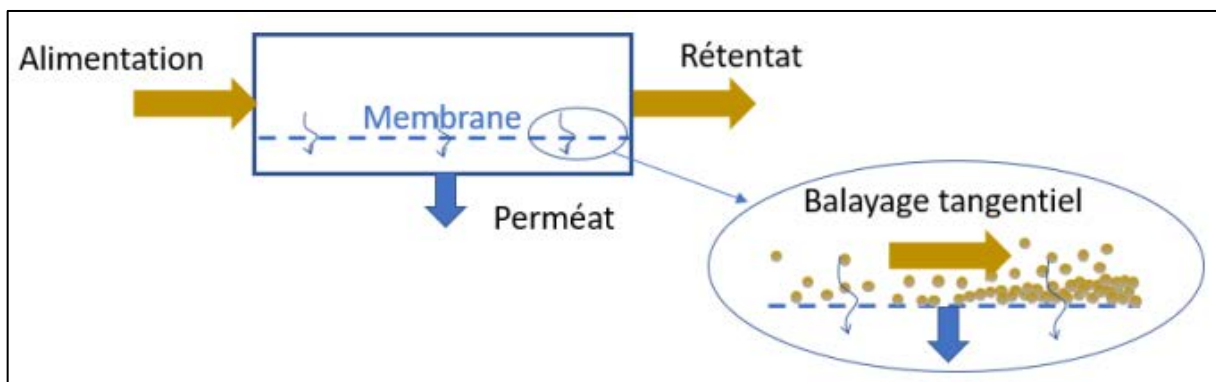 Alimentation
Rétentat
Membrane
Perméat
Balayage tangentiel